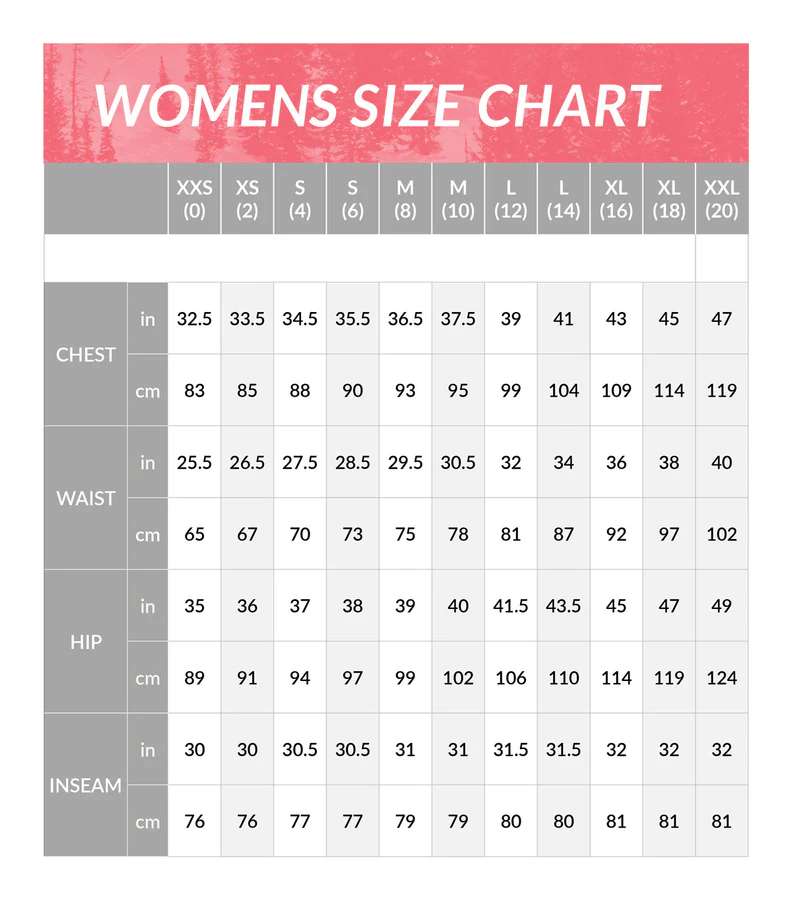 WOMENS SIZE CHART
XXS XS S S M M L L XL XL XXL
(0) (2) (4) (6) (8) (10) (12) (14) (16) (18) (20)
CHEST
in 32.5 33.5 34.5 35.5 36.5 37.5 39 41 43 45 47
cm 83 85 88 90 93 95 99 104 109 114 119
WAIST
in 25.5 26.5 27.5 28.5 29.5 30.5 32 34 36 38 40
cm 65 67 70 73 75 78 81 87 92 97 102
HIP
in 35 36 37 38 39 40 41.5 43.5 45 47 49
cm 89 91 94 97 99 102 106 110 114 119 124
INSEAM
in 30 30 30.5 30.5 31 31 31.5 31.5 32 32 32
cm 76 76 77 77 79 79 80 80 81 81 81